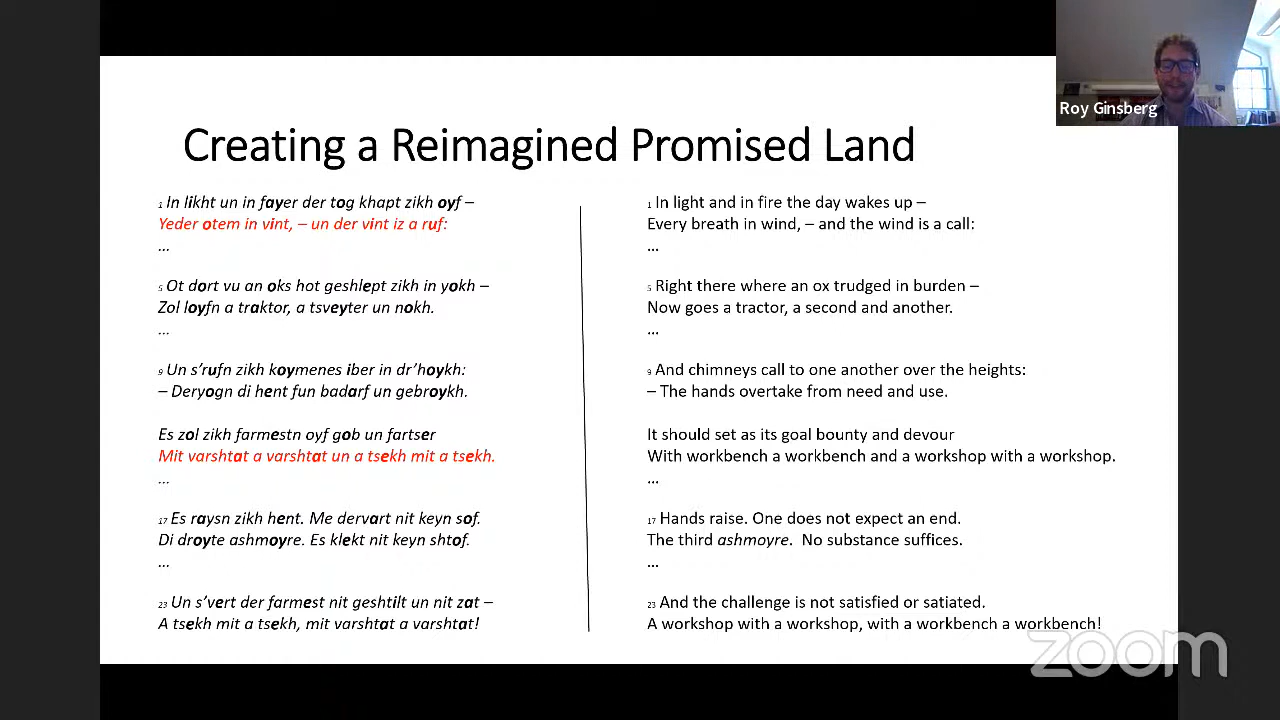 Roy Ginsberg
Creating a Reimagined Promised Land
1 In likht un in fayer der tog khapt zikh oyf –
Yeder otem in vint, – un der vint iz a ruf:
...
5 Ot dort vu an oks hot geshlept zikh in yokh –
Zol loyfn a traktor, a tsveyter un nokh.
...
9 Un s'rufn zikh koymenes iber in dr'hoykh:
– Deryogn di hent fun badarf un gebroykh.
Es zol zikh farmestn oyf gob un fartser
Mit varshtat a varshtat un a tsekh mit a tsekh.
...
17 Es raysn zikh hent. Me dervart nit keyn sof.
Di droyte ashmoyre. Es klekt nit keyn shtof.
...
23 Un s'vert der farmest nit geshtilt un nit zat –
A tsekh mit a tsekh, mit varshtat a varshtat!
1 In light and in fire the day wakes up –
Every breath in wind, – and the wind is a call:
...
5 Right there where an ox trudged in burden –
Now goes a tractor, a second and another.
...
9 And chimneys call to one another over the heights:
– The hands overtake from need and use.
It should set as its goal bounty and devour
With workbench a workbench and a workshop with a workshop.
...
17 Hands raise. One does not expect an end.
The third ashmoyre. No substance suffices.
...
23 And the challenge is not satisfied or satiated.
A workshop with a workshop, with a workbench a workbench!
zoom